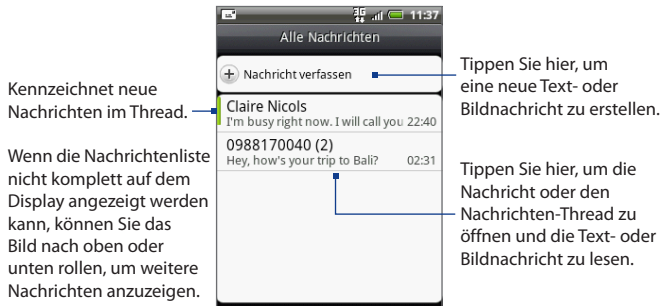 3G 11:37
Alle Nachrichten
Nachricht verfassen
Claire Nicols
I'm busy right now. I will call you 22:40
0988170040 (2)
Hey, how's your trip to Bali? 02:31
Kennzeichnet neue
Nachrichten im Thread.
Wenn die Nachrichtenliste
nicht komplett auf dem
Display angezeigt werden
kann, können Sie das
Bild nach oben oder
unten rollen, um weitere
Nachrichten anzuzeigen.
Tippen Sie hier, um
eine neue Text- oder
Bildnachricht zu erstellen.
Tippen Sie hier, um die
Nachricht oder den
Nachrichten-Thread zu
öffnen und die Text- oder
Bildnachricht zu lesen.